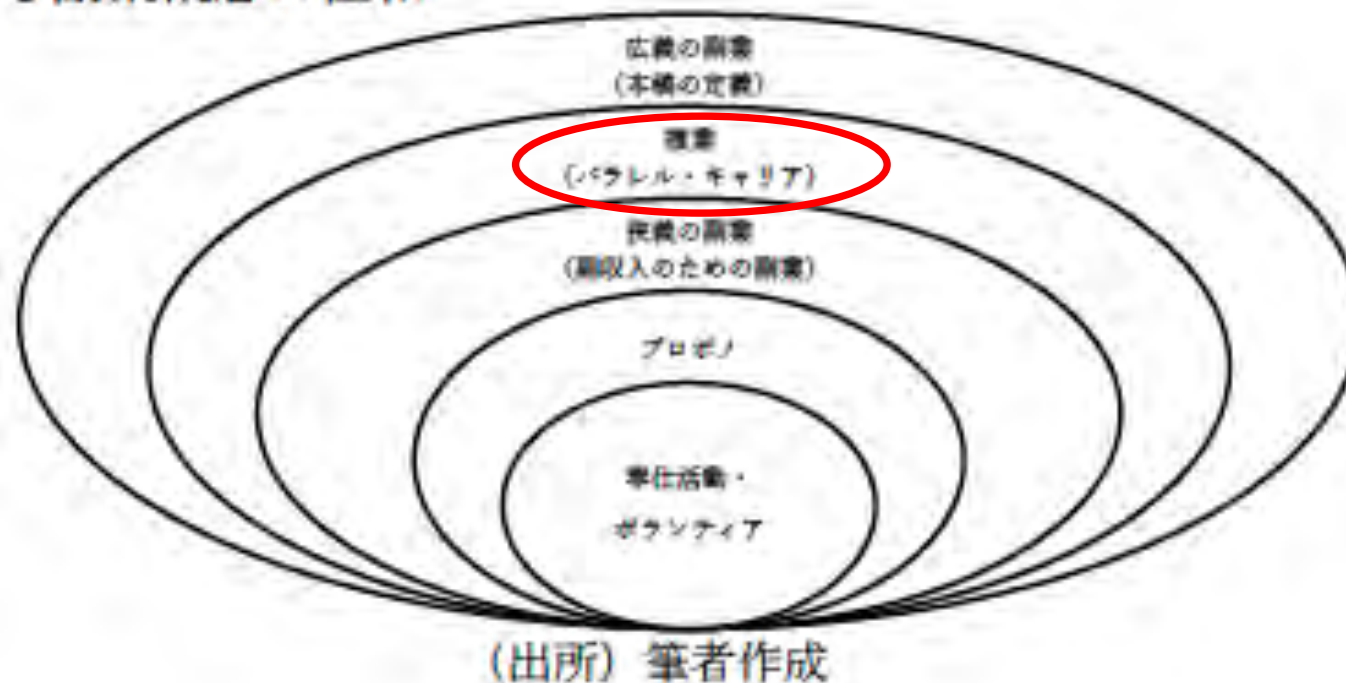 広義の副業
(本稿の定義)
複業
(パラレル・キャリア)
狭義の副業
(副収入のための副業)
プロボノ
奉仕活動・
ボランティア
(出所) 筆者作成